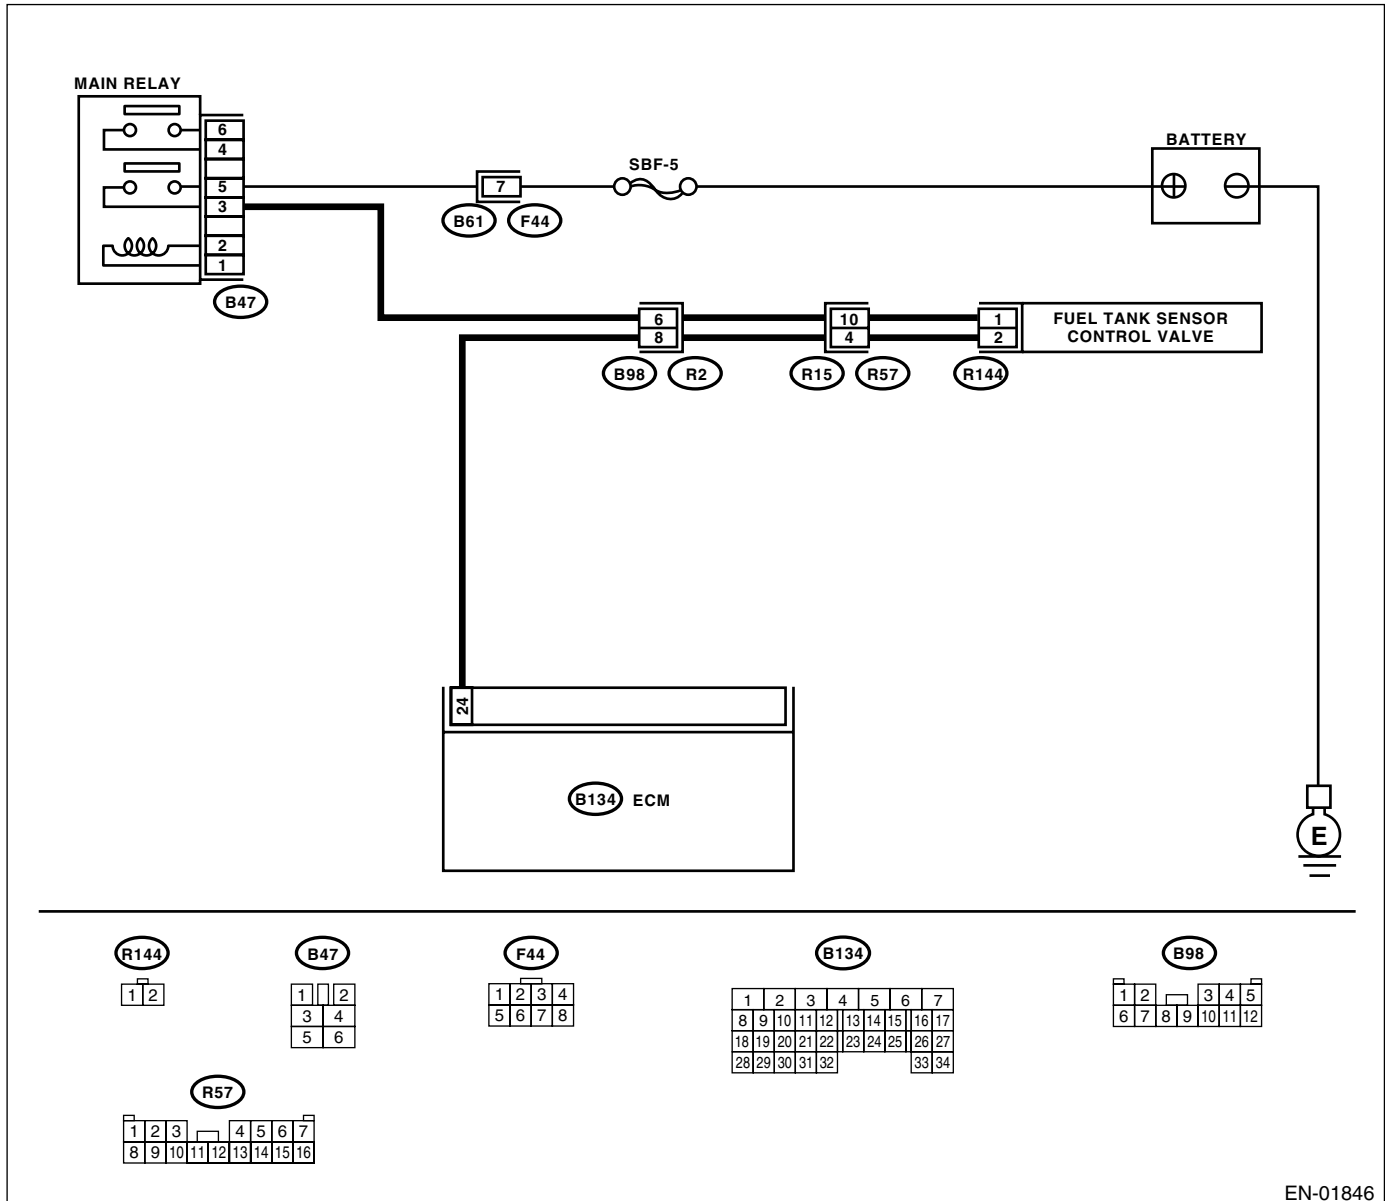 MAIN RELAY
6
4
5
3
2
1
B47
7
B61 F44
SBF-5
BATTERY
6
8
B98 R2
10
4
R15 R57
1
2
R144
FUEL TANK SENSOR
CONTROL VALVE
24
B134 ECM
E
R144
1 2
B47
1 2
3 4
5 6
F44
1 2 3 4
5 6 7 8
B134
1 2 3 4 5 6 7
8 9 10 11 12 13 14 15 16 17
18 19 20 21 22 23 24 25 26 27
28 29 30 31 32 33 34
B98
1 2 3 4 5
6 7 8 9 10 11 12
R57
1 2 3 4 5 6 7
8 9 10 11 12 13 14 15 16
EN-01846